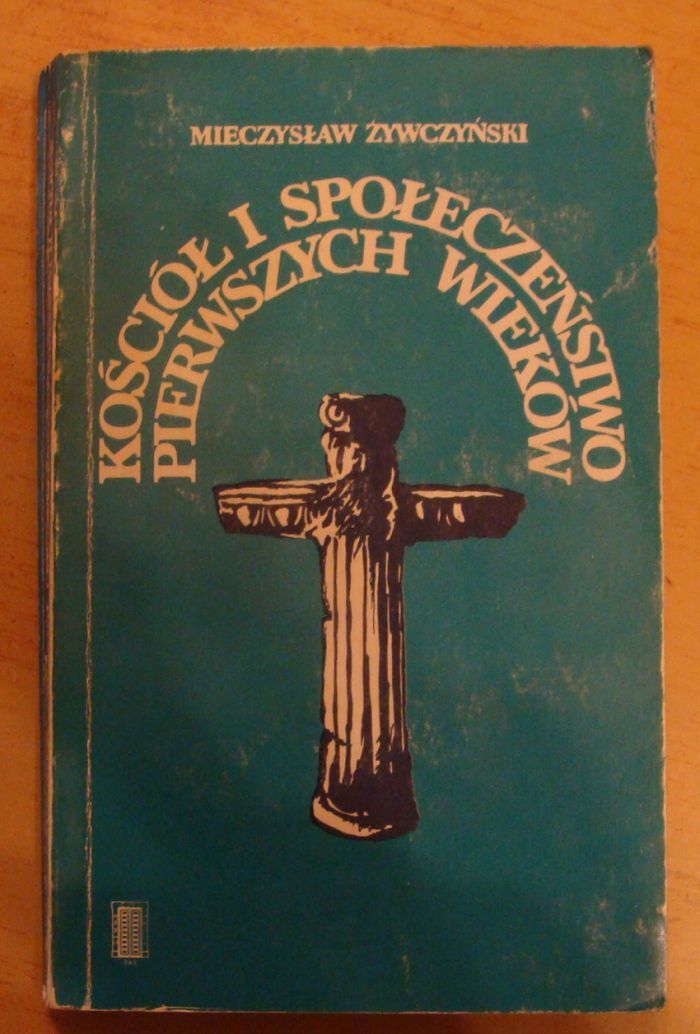 MIECZYSŁAW ŻYWCZYŃSKI
KOŚCIÓŁ I SPOŁECZEŃSTWO
PIERWSZYCH WIEKÓW